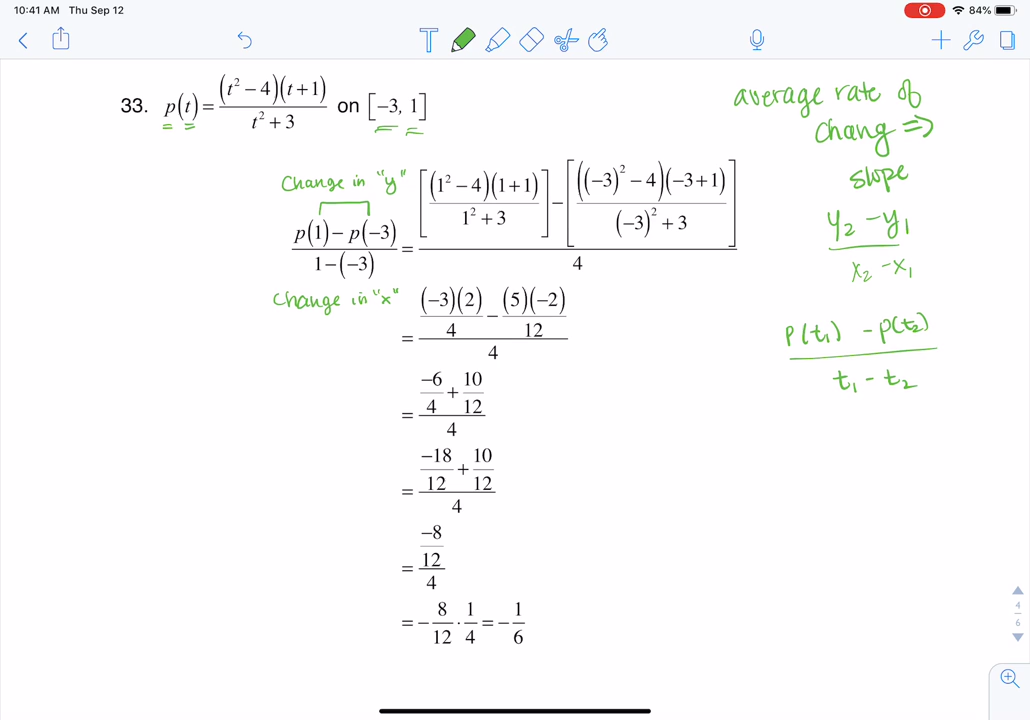 10:41 AM Thu Sep 12
84%
T
33. p(t) = (t² − 4)(t + 1) / (t² + 3) on [−3, 1]
average rate of
chang ⇒
slope
y₂ − y₁ / x₂ − x₁
P(t₁) − p(t₂) / t₁ − t₂
Change in "y"
p(1) − p(−3) / 1 − (−3) = [(1² − 4)(1 + 1) / 1² + 3] − [((−3)² − 4)(−3 + 1) / (−3)² + 3] / 4
Change in "x"
= (−3)(2) / 4 − (5)(−2) / 12 / 4
= −6 / 4 + 10 / 12 / 4
= −18 / 12 + 10 / 12 / 4
= −8 / 12 / 4
= − 8 / 12 · 1 / 4 = − 1 / 6
4 / 6